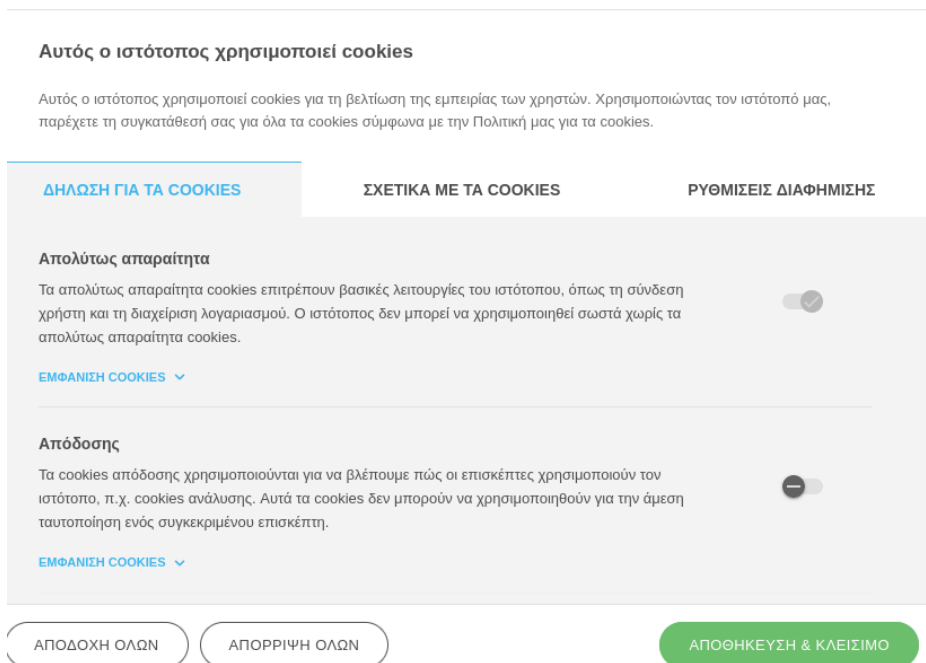 Αυτός ο ιστότοπος χρησιμοποιεί cookies
Αυτός ο ιστότοπος χρησιμοποιεί cookies για τη βελτίωση της εμπειρίας των χρηστών. Χρησιμοποιώντας τον ιστότοπό μας,
παρέχετε τη συγκατάθεσή σας για όλα τα cookies σύμφωνα με την Πολιτική μας για τα cookies.
ΔΗΛΩΣΗ ΓΙΑ ΤΑ COOKIES
ΣΧΕΤΙΚΑ ΜΕ ΤΑ COOKIES
ΡΥΘΜΙΣΕΙΣ ΔΙΑΦΗΜΙΣΗΣ
Απολύτως απαραίτητα
Τα απολύτως απαραίτητα cookies επιτρέπουν βασικές λειτουργίες του ιστότοπου, όπως τη σύνδεση
χρήστη και τη διαχείριση λογαριασμού. Ο ιστότοπος δεν μπορεί να χρησιμοποιηθεί σωστά χωρίς τα
απολύτως απαραίτητα cookies.
ΕΜΦΑΝΙΣΗ COOKIES
Απόδοσης
Τα cookies απόδοσης χρησιμοποιούνται για να βλέπουμε πώς οι επισκέπτες χρησιμοποιούν τον
ιστότοπο, π.χ. cookies ανάλυσης. Αυτά τα cookies δεν μπορούν να χρησιμοποιηθούν για την άμεση
ταυτοποίηση ενός συγκεκριμένου επισκέπτη.
ΕΜΦΑΝΙΣΗ COOKIES
ΑΠΟΔΟΧΗ ΟΛΩΝ
ΑΠΟΡΡΙΨΗ ΟΛΩΝ
ΑΠΟΘΗΚΕΥΣΗ & ΚΛΕΙΣΙΜΟ